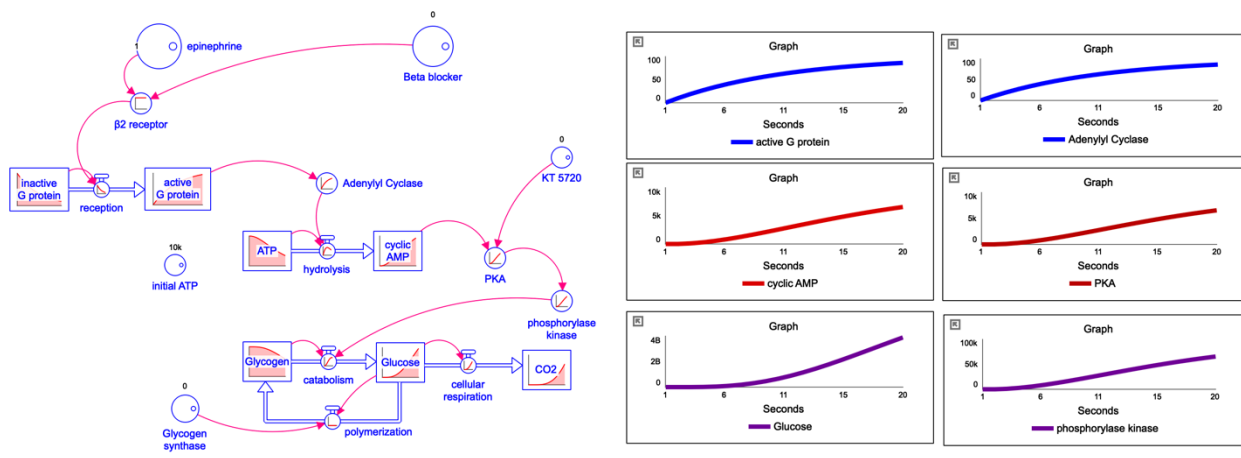 0
epinephrine
1
Beta blocker
β2 receptor
0
KT 5720
inactive
G protein
reception
active
G protein
Adenylyl Cyclase
10k
initial ATP
ATP
hydrolysis
cyclic
AMP
PKA
phosphorylase
kinase
Glycogen
catabolism
Glucose
cellular
respiration
CO2
0
Glycogen
synthase
polymerization
Graph
100
50
0
1 6 11 15 20
Seconds
active G protein
Graph
100
50
0
1 6 11 15 20
Seconds
Adenylyl Cyclase
Graph
10k
5k
0
1 6 11 15 20
Seconds
cyclic AMP
Graph
10k
5k
0
1 6 11 15 20
Seconds
PKA
Graph
4B
2B
0
1 6 11 15 20
Seconds
Glucose
Graph
100k
50k
0
1 6 11 15 20
Seconds
phosphorylase kinase